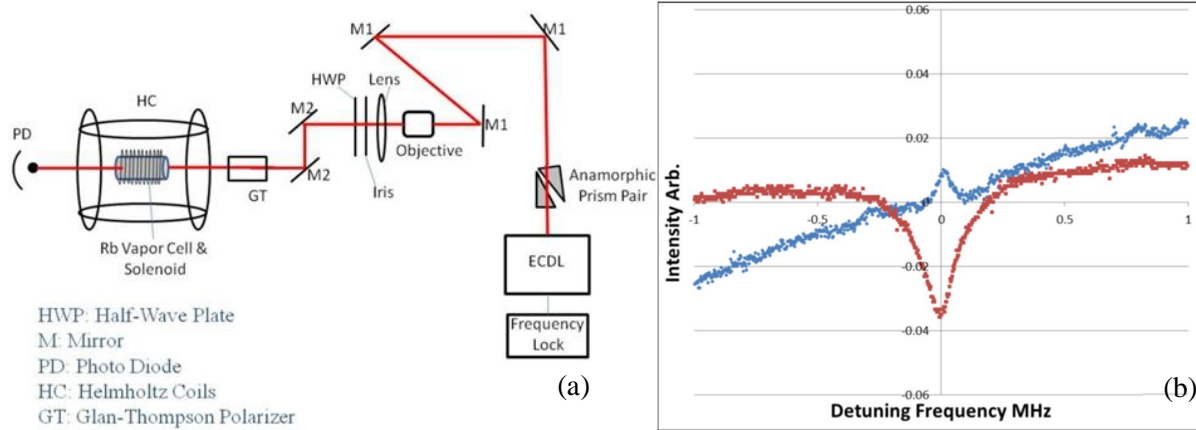 M1
M1
HWP
Lens
HC
M2
PD
M1
Objective
M2
GT
Iris
Anamorphic
Prism Pair
Rb Vapor Cell &
Solenoid
ECDL
Frequency
Lock
HWP: Half-Wave Plate
M: Mirror
PD: Photo Diode
HC: Helmholtz Coils
GT: Glan-Thompson Polarizer
(a)
0.06
0.04
0.02
0
-1
-0.5
0
0.5
1
-0.02
-0.04
-0.06
Intensity Arb.
Detuning Frequency MHz
(b)